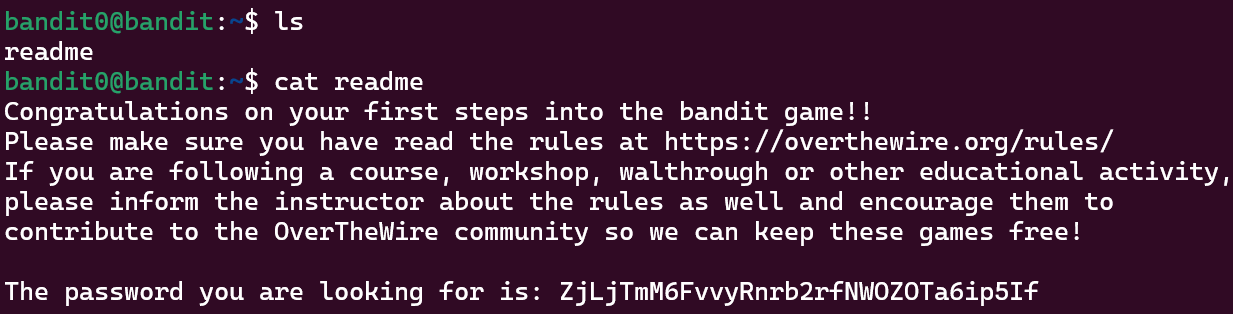 bandit0@bandit:~$ ls
readme
bandit0@bandit:~$ cat readme
Congratulations on your first steps into the bandit game!!
Please make sure you have read the rules at https://overthewire.org/rules/
If you are following a course, workshop, walthrough or other educational activity,
please inform the instructor about the rules as well and encourage them to
contribute to the OverTheWire community so we can keep these games free!

The password you are looking for is: ZjLjTmM6FvvyRnrb2rfNWOZOTa6ip5If